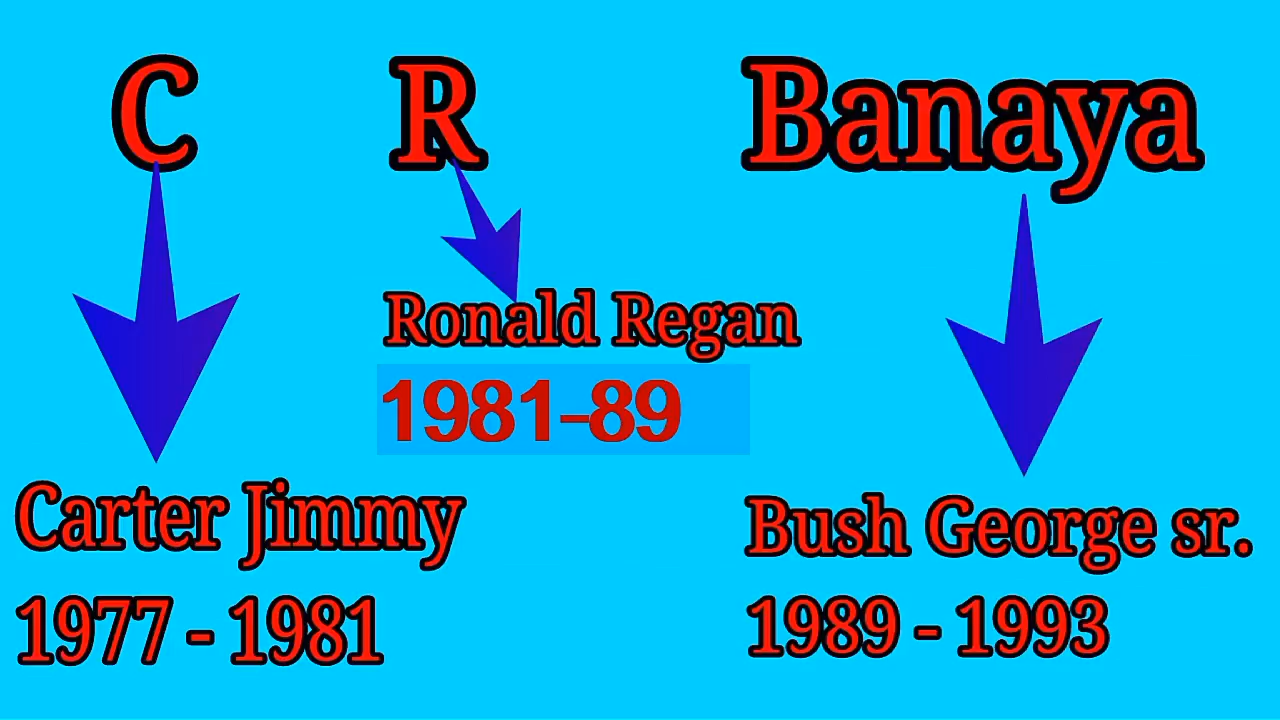 C R Banaya
Ronald Regan
1981-89
Carter Jimmy
1977 - 1981
Bush George sr.
1989 - 1993